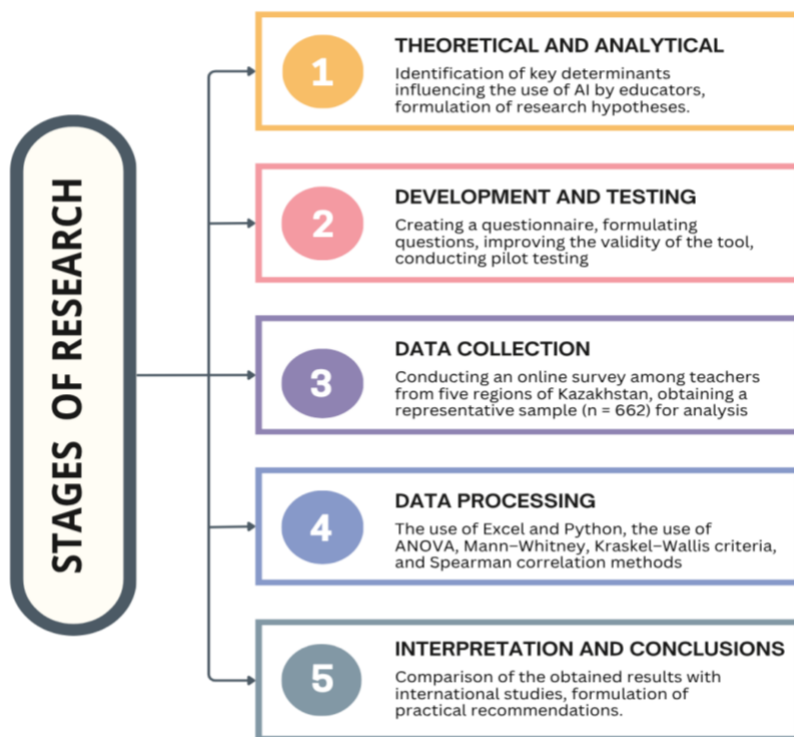 STAGES OF RESEARCH
1
THEORETICAL AND ANALYTICAL
Identification of key determinants
influencing the use of AI by educators,
formulation of research hypotheses.
2
DEVELOPMENT AND TESTING
Creating a questionnaire, formulating
questions, improving the validity of the tool,
conducting pilot testing
3
DATA COLLECTION
Conducting an online survey among teachers
from five regions of Kazakhstan, obtaining a
representative sample (n = 662) for analysis
4
DATA PROCESSING
The use of Excel and Python, the use of
ANOVA, Mann–Whitney, Kraskel–Wallis criteria,
and Spearman correlation methods
5
INTERPRETATION AND CONCLUSIONS
Comparison of the obtained results with
international studies, formulation of
practical recommendations.